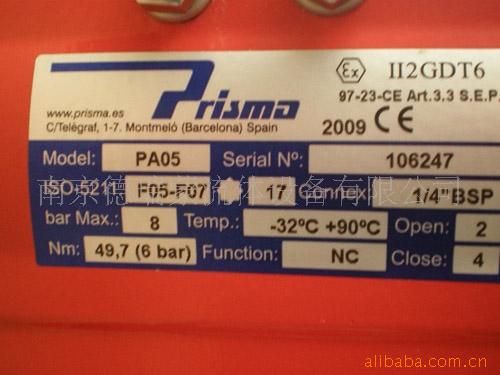 Prisma
www.prisma.es
C/Telègraf, 1-7. Montmeló (Barcelona) Spain
Ex II2GDT6
97-23-CE Art.3.3 S.E.P.
2009 CE
Model: PA05 Serial Nº: 106247
ISO-5211 F05-F07 17 Connex. 1/4"BSP
bar Max.: 8 Temp.: -32ºC +90ºC Open: 2
Nm: 49,7 (6 bar) Function: NC Close: 4
南京德 流体设备有限公司
alibaba.com.cn